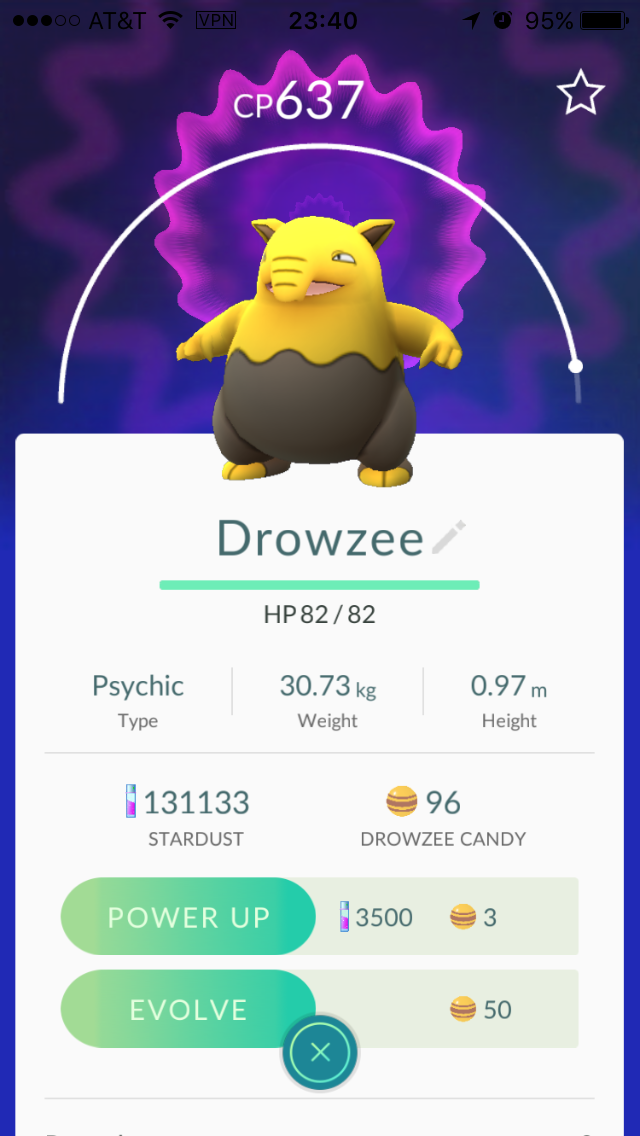 AT&T VPN 23:40 95%
CP637
Drowzee
HP 82 / 82
Psychic 30.73 kg 0.97 m
Type Weight Height
131133 96
STARDUST DROWZEE CANDY
POWER UP 3500 3
EVOLVE 50